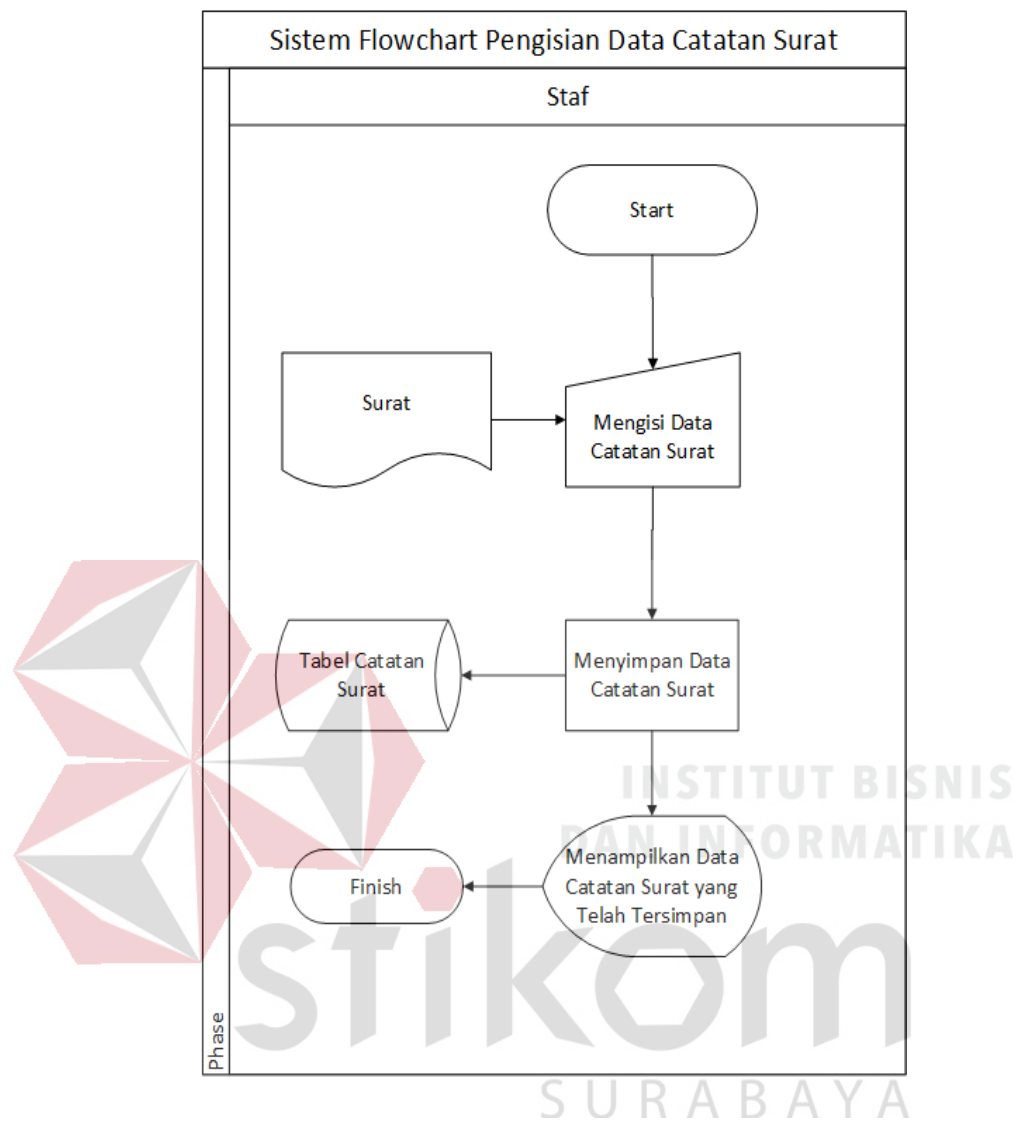 Sistem Flowchart Pengisian Data Catatan Surat
Staf
Start
Surat
Mengisi Data
Catatan Surat
Tabel Catatan
Surat
Menyimpan Data
Catatan Surat
Menampilkan Data
Catatan Surat yang
Telah Tersimpan
Finish
Phase
INSTITUT BISNIS
DAN INFORMATIKA
stikom
SURABAYA